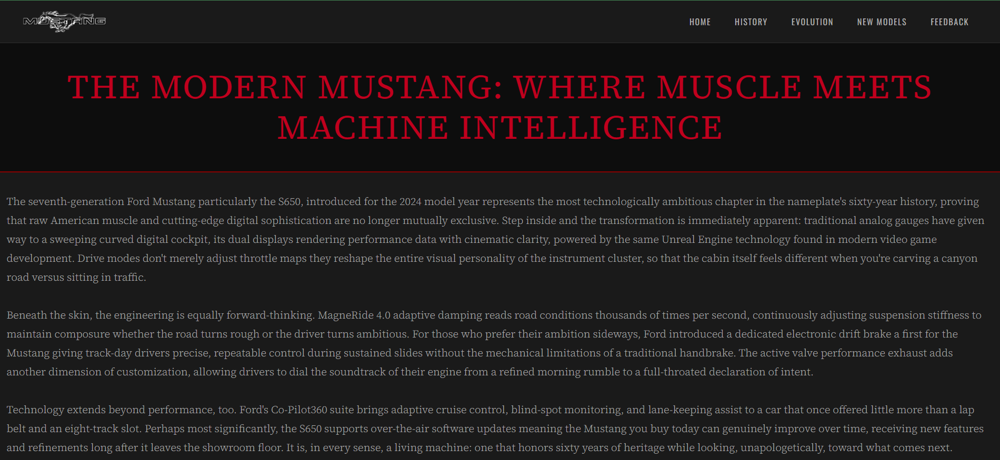 MUSTANG
HOME
HISTORY
EVOLUTION
NEW MODELS
FEEDBACK
THE MODERN MUSTANG: WHERE MUSCLE MEETS
MACHINE INTELLIGENCE
The seventh-generation Ford Mustang particularly the S650, introduced for the 2024 model year represents the most technologically ambitious chapter in the nameplate's sixty-year history, proving
that raw American muscle and cutting-edge digital sophistication are no longer mutually exclusive. Step inside and the transformation is immediately apparent: traditional analog gauges have given
way to a sweeping curved digital cockpit, its dual displays rendering performance data with cinematic clarity, powered by the same Unreal Engine technology found in modern video game
development. Drive modes don't merely adjust throttle maps they reshape the entire visual personality of the instrument cluster, so that the cabin itself feels different when you're carving a canyon
road versus sitting in traffic.
Beneath the skin, the engineering is equally forward-thinking. MagneRide 4.0 adaptive damping reads road conditions thousands of times per second, continuously adjusting suspension stiffness to
maintain composure whether the road turns rough or the driver turns ambitious. For those who prefer their ambition sideways, Ford introduced a dedicated electronic drift brake a first for the
Mustang giving track-day drivers precise, repeatable control during sustained slides without the mechanical limitations of a traditional handbrake. The active valve performance exhaust adds
another dimension of customization, allowing drivers to dial the soundtrack of their engine from a refined morning rumble to a full-throated declaration of intent.
Technology extends beyond performance, too. Ford's Co-Pilot360 suite brings adaptive cruise control, blind-spot monitoring, and lane-keeping assist to a car that once offered little more than a lap
belt and an eight-track slot. Perhaps most significantly, the S650 supports over-the-air software updates meaning the Mustang you buy today can genuinely improve over time, receiving new features
and refinements long after it leaves the showroom floor. It is, in every sense, a living machine: one that honors sixty years of heritage while looking, unapologetically, toward what comes next.